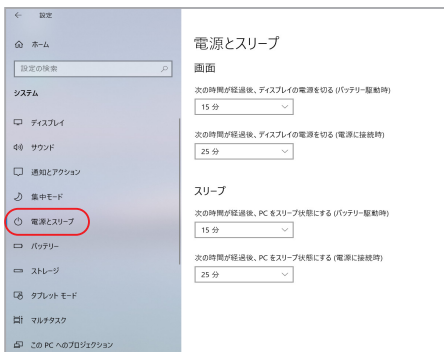 設定
ホーム
設定の検索
システム
ディスプレイ
サウンド
通知とアクション
集中モード
電源とスリープ
バッテリー
ストレージ
タブレット モード
マルチタスク
この PC へのプロジェクション
電源とスリープ
画面
次の時間が経過後、ディスプレイの電源を切る (バッテリー駆動時)
15 分
次の時間が経過後、ディスプレイの電源を切る (電源に接続時)
25 分
スリープ
次の時間が経過後、PC をスリープ状態にする (バッテリー駆動時)
15 分
次の時間が経過後、PC をスリープ状態にする (電源に接続時)
25 分